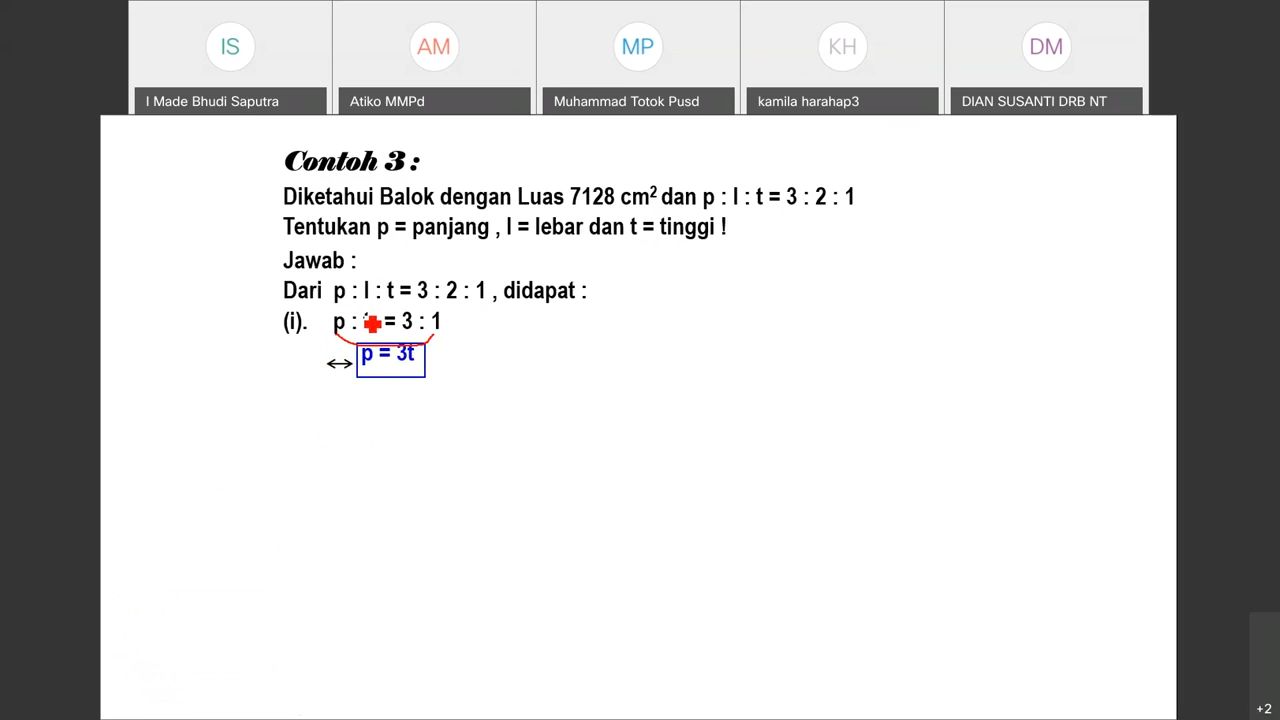 IS
AM
MP
KH
DM
I Made Bhudi Saputra
Atiko MMPd
Muhammad Totok Pusd
kamila harahap3
DIAN SUSANTI DRB NT
Contoh 3 :
Diketahui Balok dengan Luas 7128 cm² dan p : l : t = 3 : 2 : 1
Tentukan p = panjang , l = lebar dan t = tinggi !
Jawab :
Dari p : l : t = 3 : 2 : 1 , didapat :
(i). p : = 3 : 1
↔ p = 3t
+2